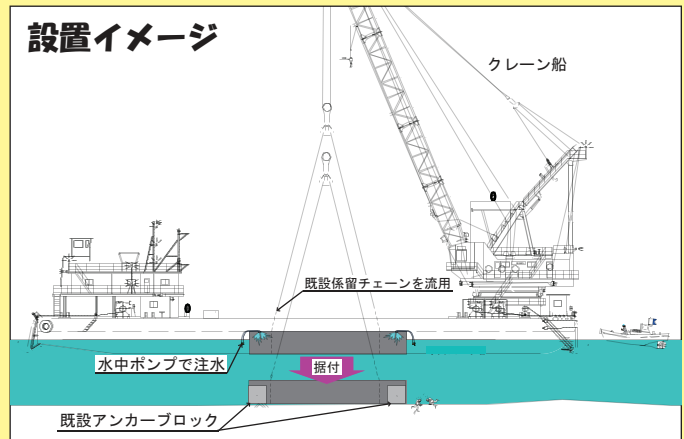 設置イメージ
クレーン船
既設係留チェーンを流用
水中ポンプで注水
据付
既設アンカーブロック